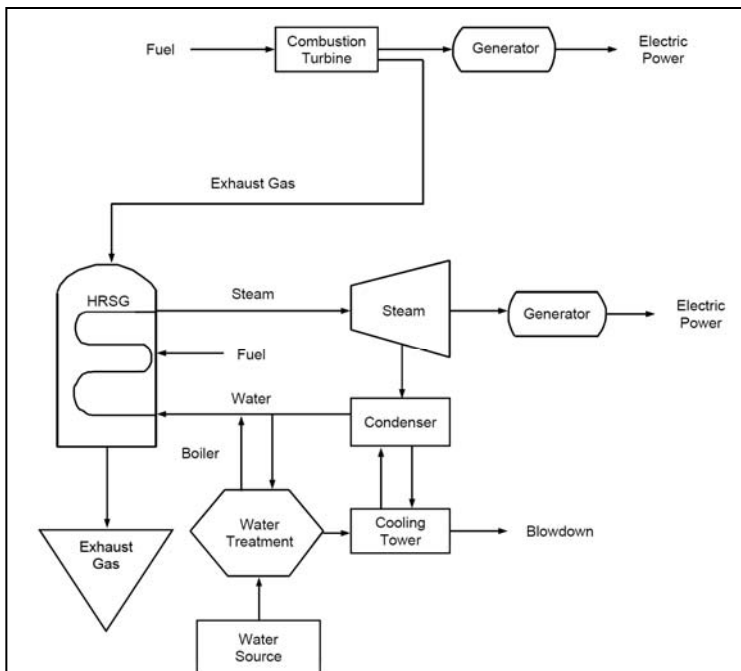 Fuel
Combustion
Turbine
Generator
Electric
Power
Exhaust Gas
HRSG
Steam
Steam
Generator
Electric
Power
Fuel
Water
Condenser
Boiler
Water
Treatment
Cooling
Tower
Blowdown
Exhaust
Gas
Water
Source